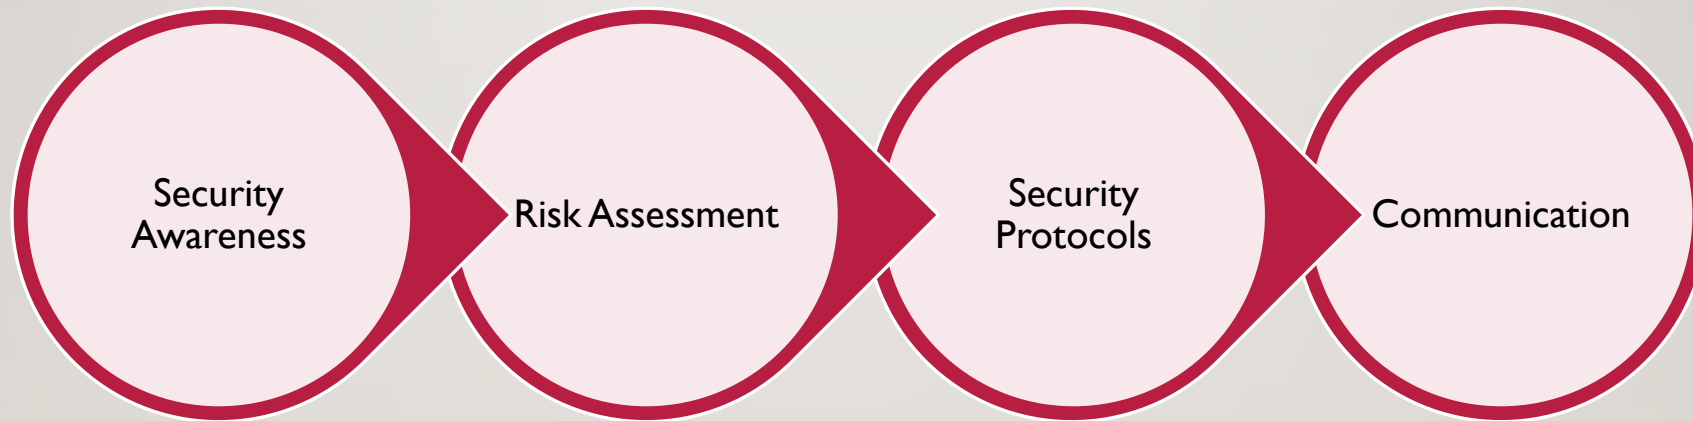 Security
Awareness
Risk Assessment
Security
Protocols
Communication